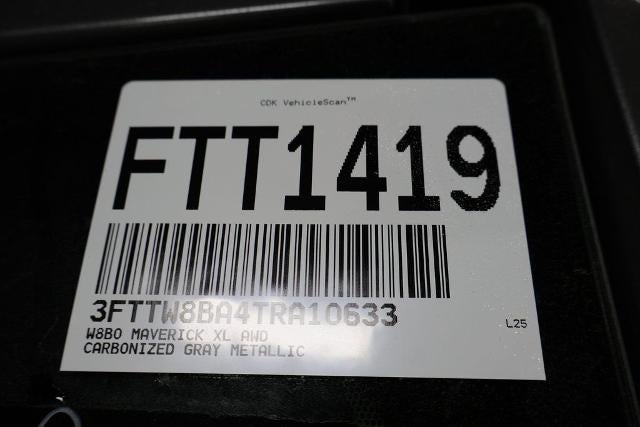 CDK VehicleScan™
FTT1419
3FTTW8BA4TRA10633
W8B0 MAVERICK XL AWD
CARBONIZED GRAY METALLIC
L25